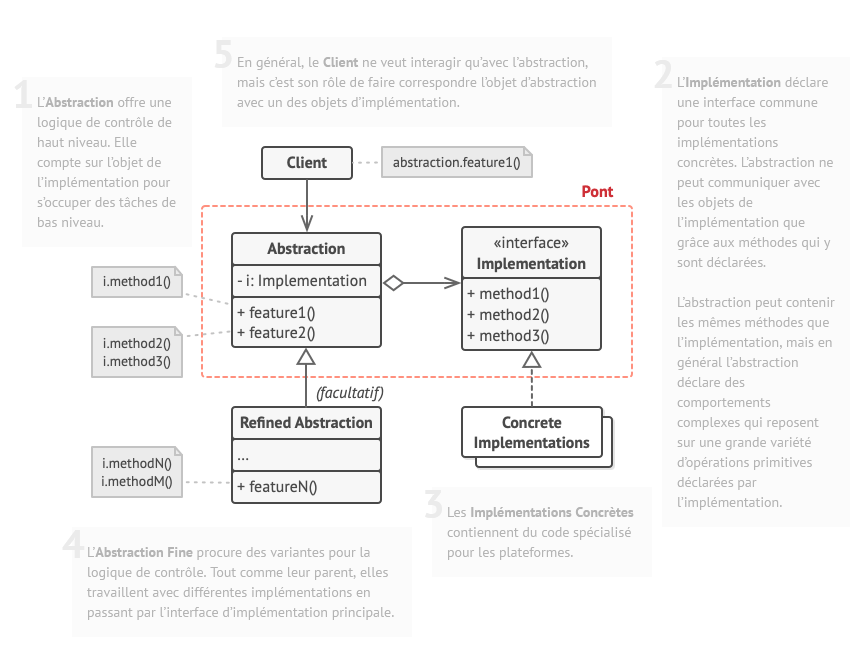 5
En général, le Client ne veut interagir qu’avec l’abstraction,
mais c’est son rôle de faire correspondre l’objet d’abstraction
avec un des objets d’implémentation.
1
L’Abstraction offre une
logique de contrôle de
haut niveau. Elle
compte sur l’objet de
l’implémentation pour
s’occuper des tâches de
bas niveau.
2
L’Implémentation déclare
une interface commune
pour toutes les
implémentations
concrètes. L’abstraction ne
peut communiquer avec
les objets de
l’implémentation que
grâce aux méthodes qui y
sont déclarées.
L’abstraction peut contenir
les mêmes méthodes que
l’implémentation, mais en
général l’abstraction
déclare des
comportements
complexes qui reposent
sur une grande variété
d’opérations primitives
déclarées par
l’implémentation.
Client
abstraction.feature1()
Pont
Abstraction
- i: Implementation
+ feature1()
+ feature2()
«interface»
Implementation
+ method1()
+ method2()
+ method3()
i.method1()
i.method2()
i.method3()
(facultatif)
Refined Abstraction
...
+ featureN()
Concrete
Implementations
i.methodN()
i.methodM()
3
Les Implémentations Concrètes
contiennent du code spécialisé
pour les plateformes.
4
L’Abstraction Fine procure des variantes pour la
logique de contrôle. Tout comme leur parent, elles
travaillent avec différentes implémentations en
passant par l’interface d’implémentation principale.